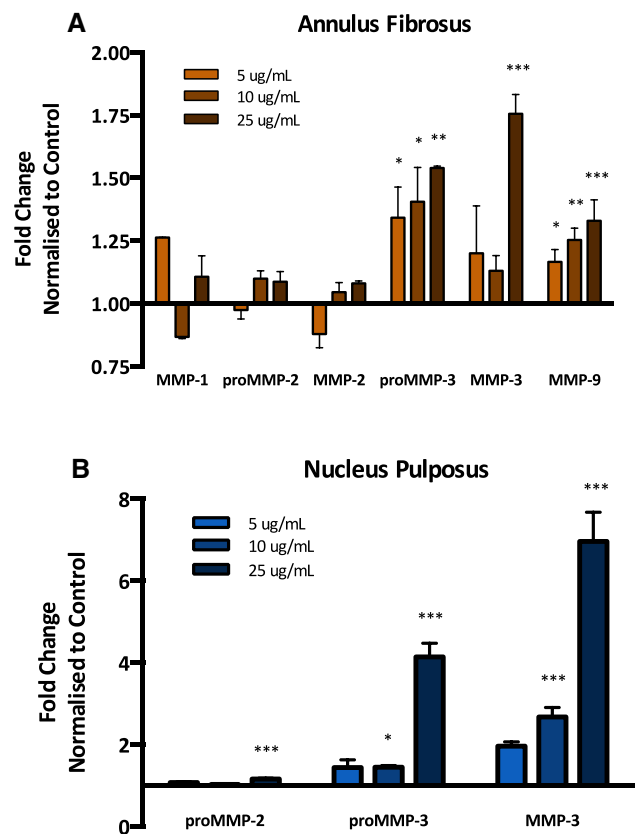 A
Annulus Fibrosus
Fold Change
Normalised to Control
2.00
1.75
1.50
1.25
1.00
0.75
5 ug/mL
10 ug/mL
25 ug/mL
*
*
**
***
*
**
***
MMP-1 proMMP-2 MMP-2 proMMP-3 MMP-3 MMP-9
B
Nucleus Pulposus
Fold Change
Normalised to Control
8
6
4
2
0
5 ug/mL
10 ug/mL
25 ug/mL
***
*
***
***
***
proMMP-2 proMMP-3 MMP-3